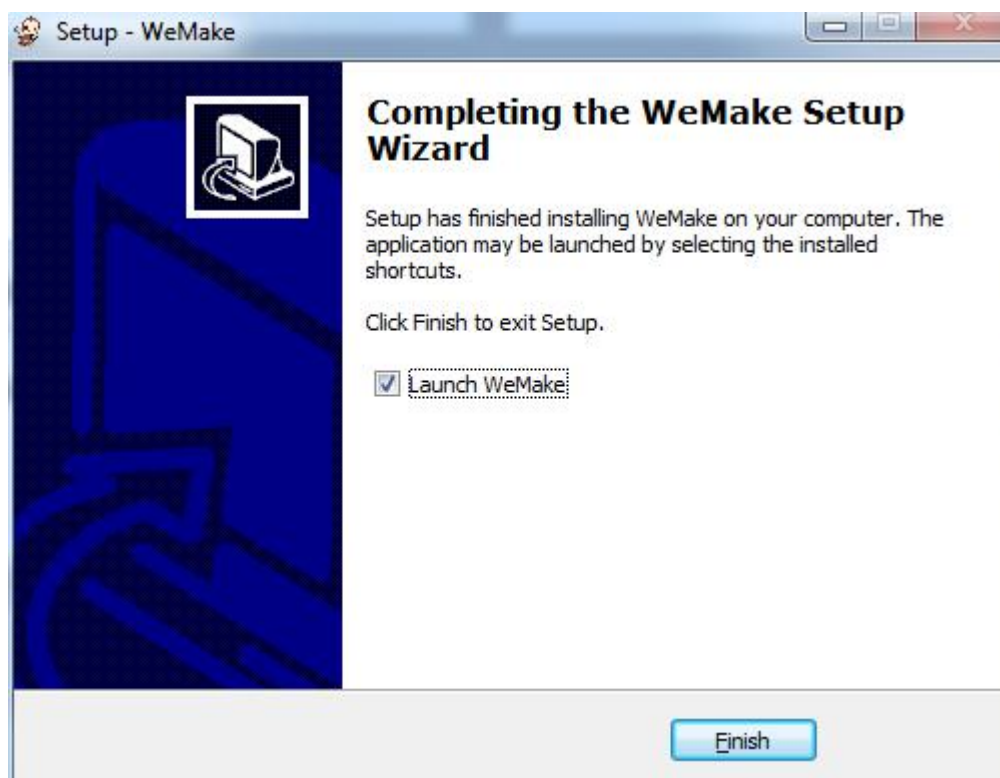 Setup - WeMake
Completing the WeMake Setup
Wizard
Setup has finished installing WeMake on your computer. The
application may be launched by selecting the installed
shortcuts.
Click Finish to exit Setup.
Launch WeMake
Finish